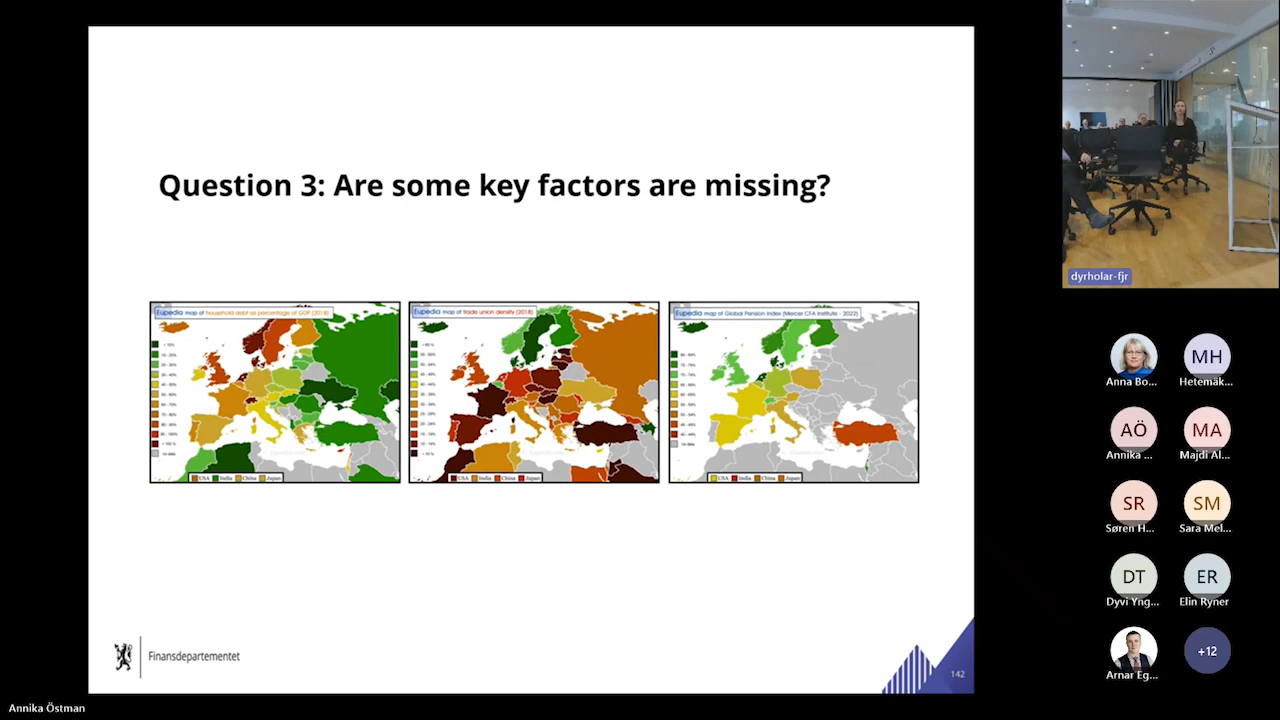 Question 3: Are some key factors are missing?
Eupedia map of household debt as percentage of GDP (2018)
Eupedia map of trade union density (2018)
Eupedia map of Global Pension Index (Mercer CFA Institute - 2022)
USA India China Japan
USA India China Japan
USA India China Japan
Finansdepartementet
142
dyrholar-fjr
Anna Bo...
MH
Hetemäk...
AÖ
Annika ...
MA
Majdi Al...
SR
Søren H...
SM
Sara Mel...
DT
Dyvi Yng...
ER
Elin Ryner
Arnar Eg...
+12
Annika Östman